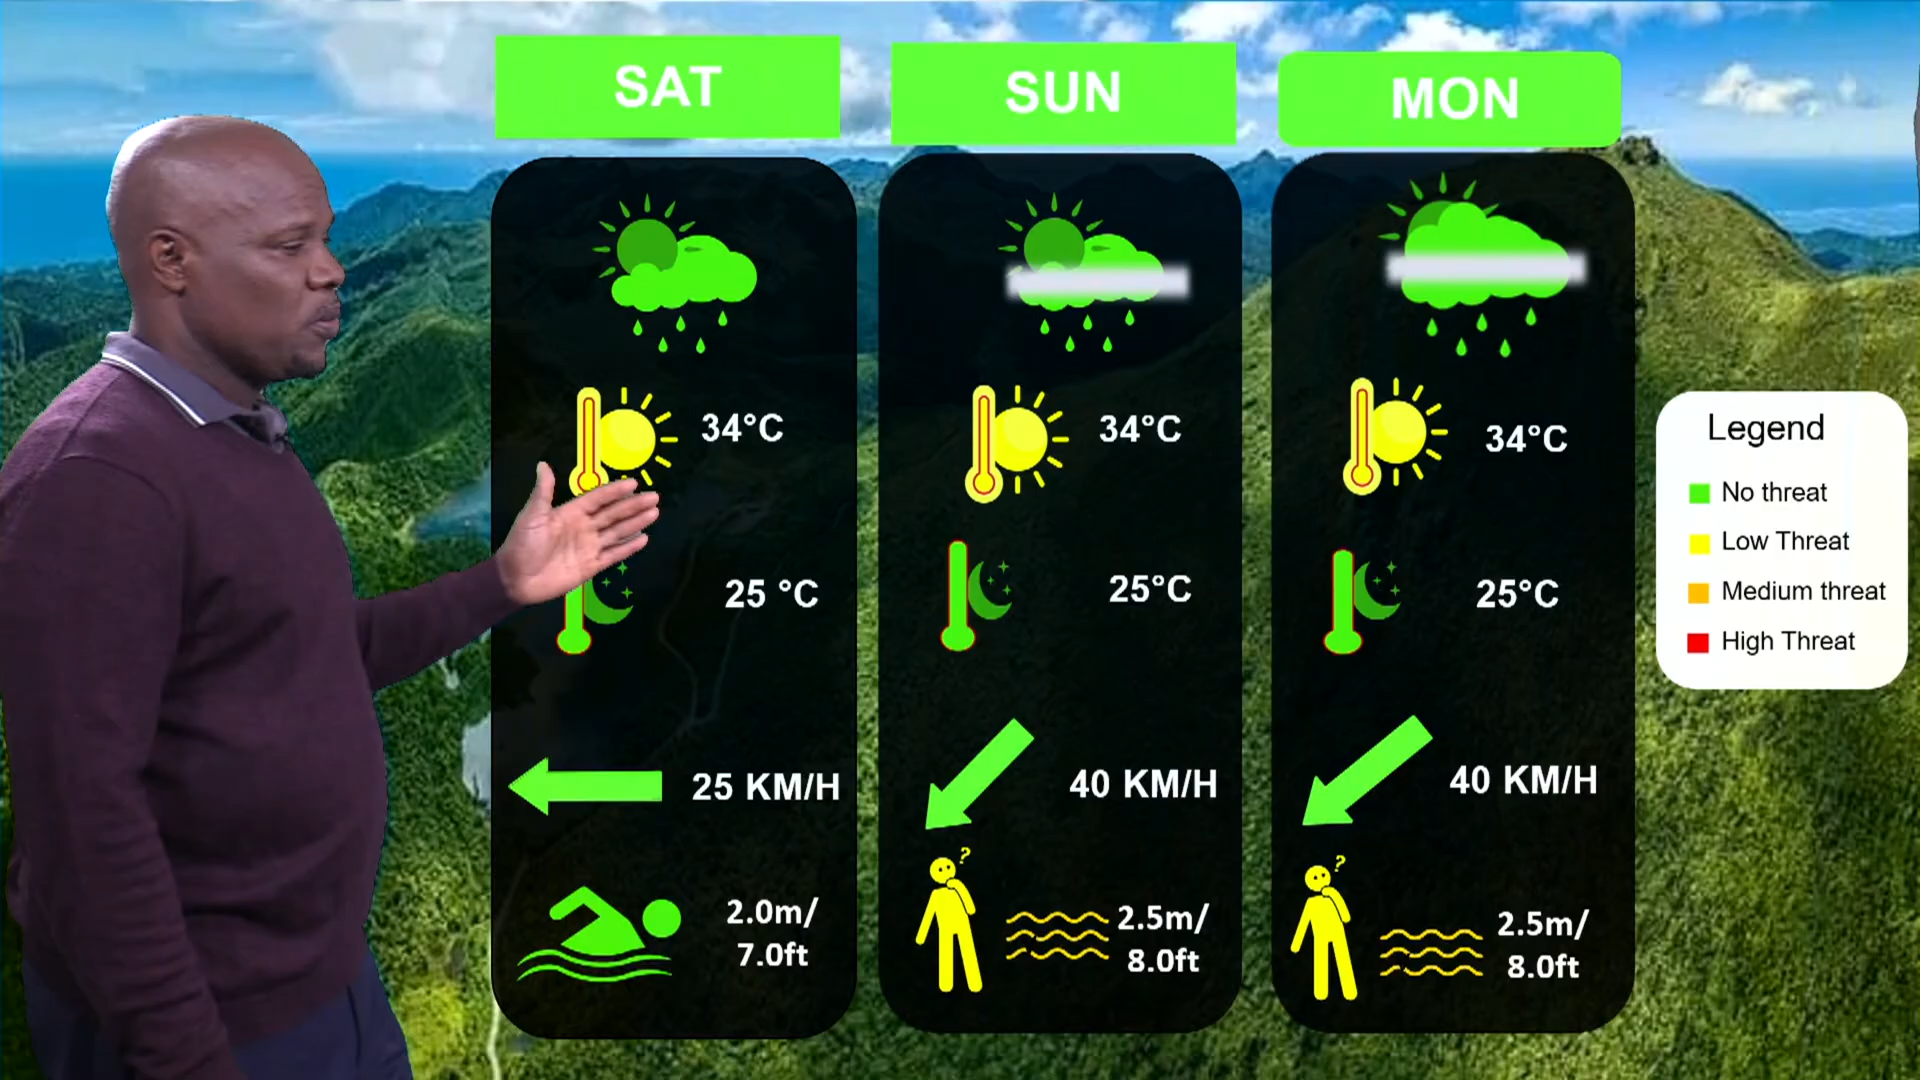 SAT
SUN
MON
34°C
34°C
34°C
25 °C
25°C
25°C
25 KM/H
40 KM/H
40 KM/H
2.0m/
7.0ft
?
2.5m/
8.0ft
?
2.5m/
8.0ft
Legend
No threat
Low Threat
Medium threat
High Threat